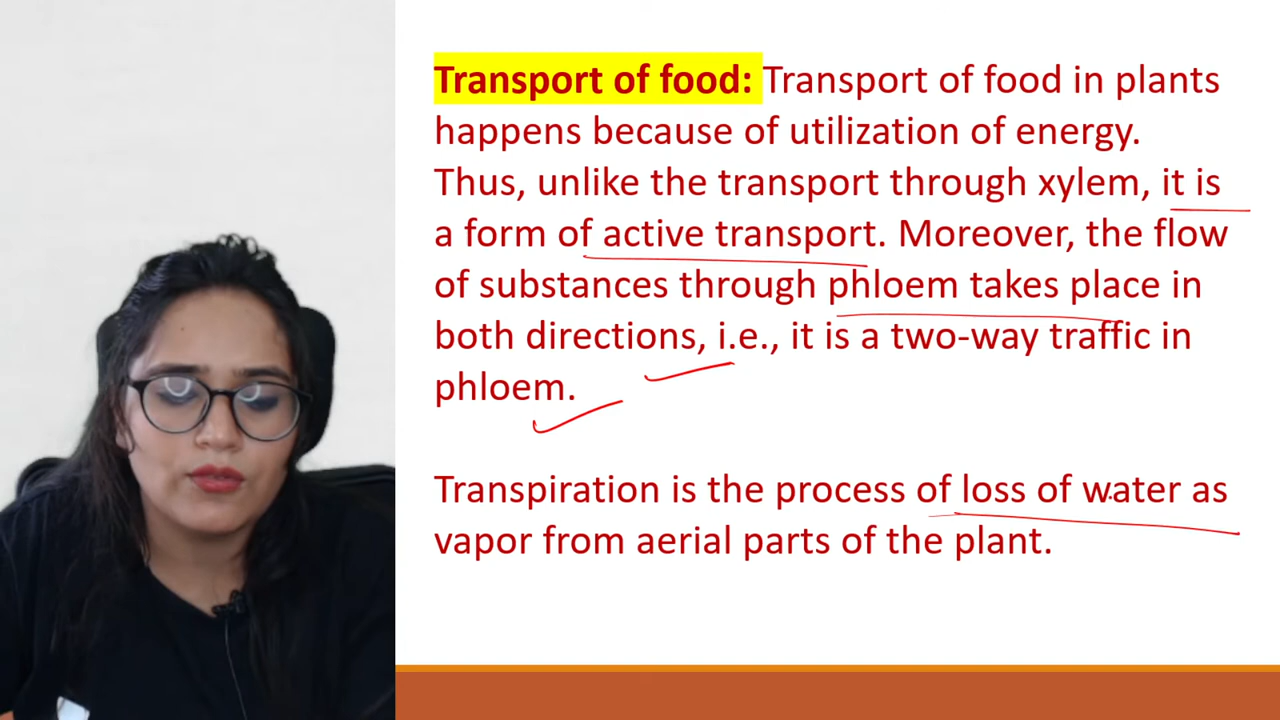 Transport of food: Transport of food in plants
happens because of utilization of energy.
Thus, unlike the transport through xylem, it is
a form of active transport. Moreover, the flow
of substances through phloem takes place in
both directions, i.e., it is a two-way traffic in
phloem.
Transpiration is the process of loss of water as
vapor from aerial parts of the plant.